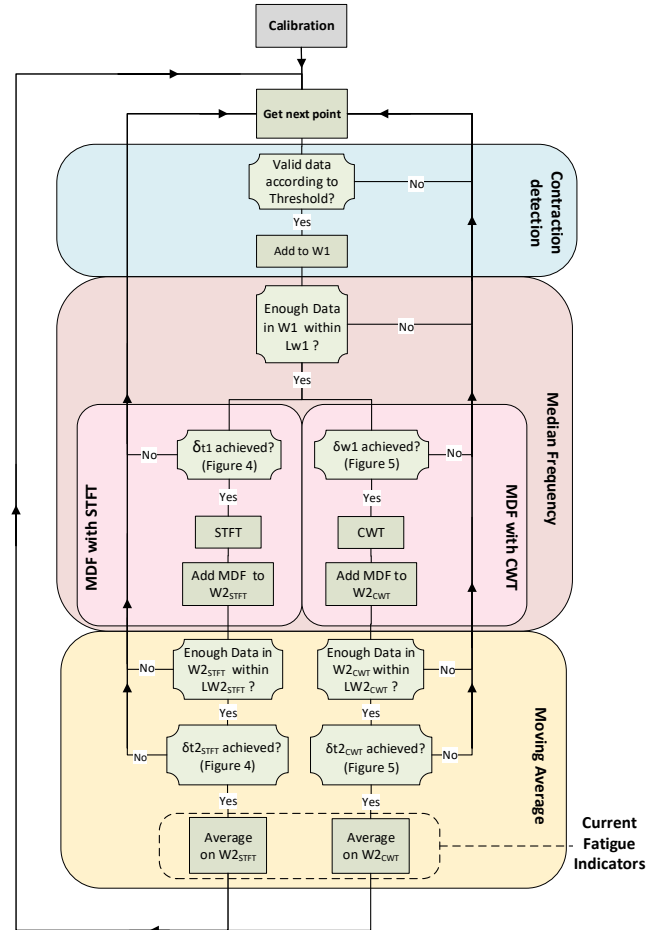 Calibration
Get next point
Valid data
according to
Threshold?
No
Contraction
detection
Yes
Add to W1
Enough Data
in W1 within
Lw1 ?
No
Yes
Median Frequency
δt1 achieved?
(Figure 4)
No
δw1 achieved?
(Figure 5)
No
MDF with STFT
MDF with CWT
Yes
Yes
STFT
CWT
Add MDF to
W2STFT
Add MDF to
W2CWT
Enough Data in
W2STFT within
LW2STFT ?
No
Enough Data in
W2CWT within
LW2CWT ?
No
Moving Average
Yes
Yes
δt2STFT achieved?
(Figure 4)
No
δt2CWT achieved?
(Figure 5)
No
Yes
Yes
Average
on W2STFT
Average
on W2CWT
Current
Fatigue
Indicators